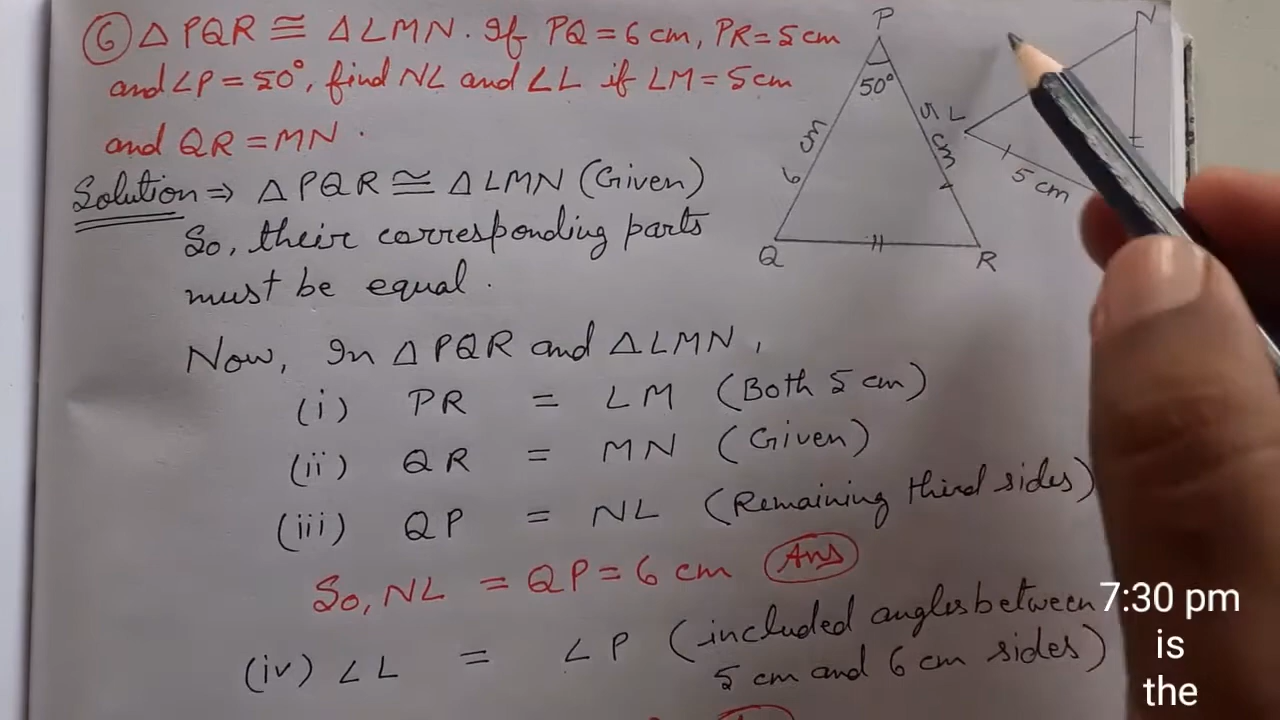 ⑥ △ PQR ≅ △ LMN. If PQ = 6 cm, PR = 5 cm
and ∠P = 50°, find NL and ∠L if LM = 5 cm
and QR = MN.
Solution ⇒ △ PQR ≅ △ LMN (Given)
So, their corresponding parts
must be equal.
Now, In △ PQR and △ LMN,
(i) PR = LM (Both 5 cm)
(ii) QR = MN (Given)
(iii) QP = NL (Remaining third sides)
So, NL = QP = 6 cm Ans
(iv) ∠L = ∠P (included angles between
5 cm and 6 cm sides)
P
50°
6 cm
5 cm
Q
R
N
L
5 cm
7:30 pm
is
the